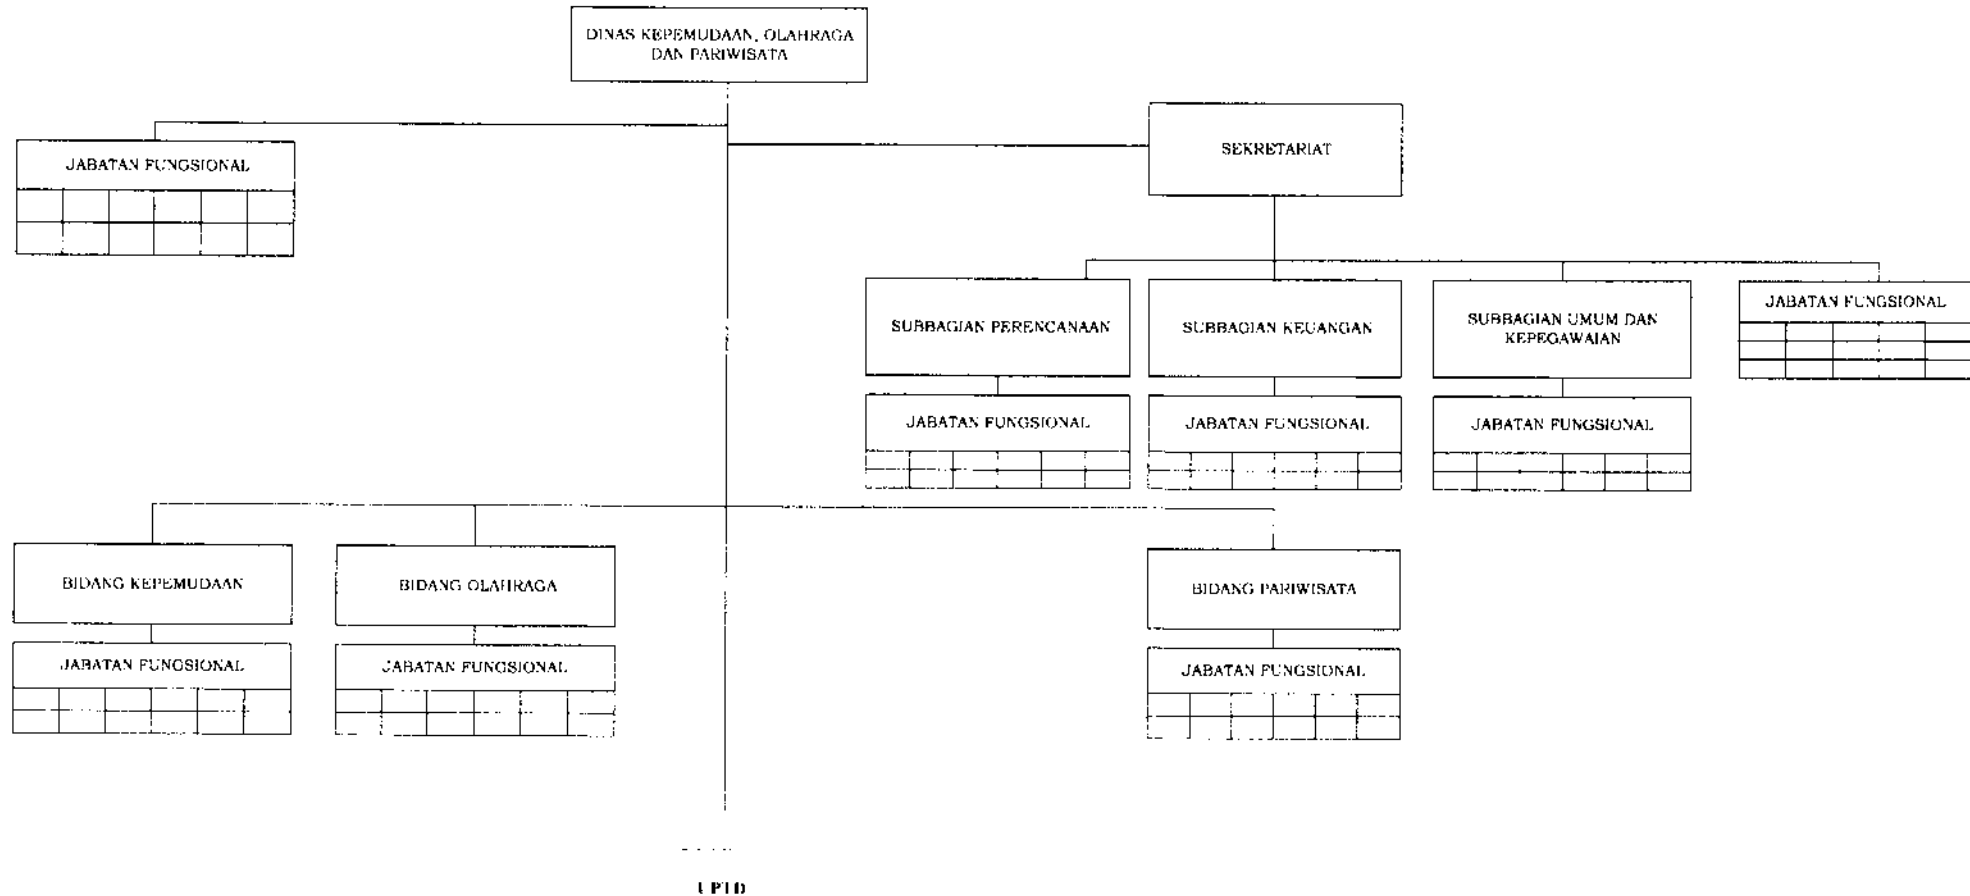 DINAS KEPEMUDAAN, OLAHRAGA
DAN PARIWISATA
SEKRETARIAT
JABATAN FUNGSIONAL
SUBBAGIAN PERENCANAAN
SUBBAGIAN KEUANGAN
SUBBAGIAN UMUM DAN
KEPEGAWAIAN
JABATAN FUNGSIONAL
JABATAN FUNGSIONAL
JABATAN FUNGSIONAL
JABATAN FUNGSIONAL
BIDANG KEPEMUDAAN
BIDANG OLAHRAGA
BIDANG PARIWISATA
JABATAN FUNGSIONAL
JABATAN FUNGSIONAL
JABATAN FUNGSIONAL
UPTD